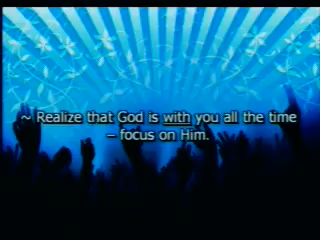 ~ Realize that God is with you all the time
– focus on Him.